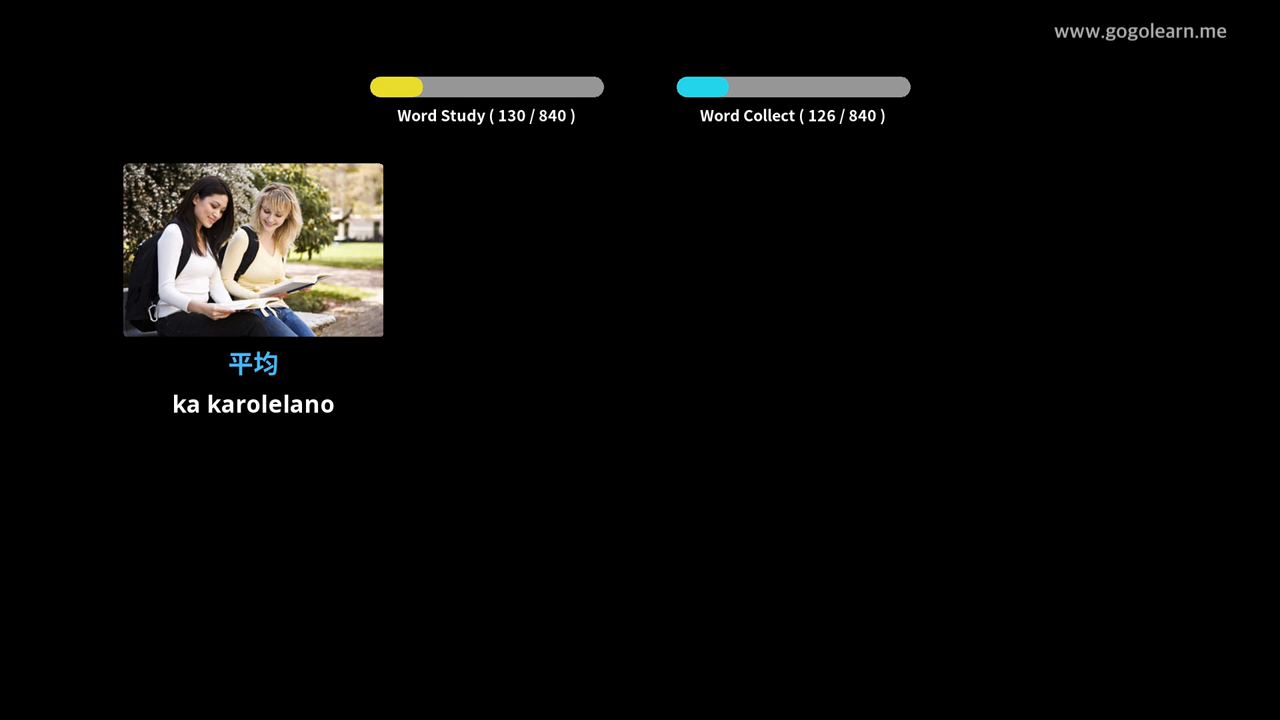 www.gogolearn.me
Word Study ( 130 / 840 )
Word Collect ( 126 / 840 )
平均
ka karolelano